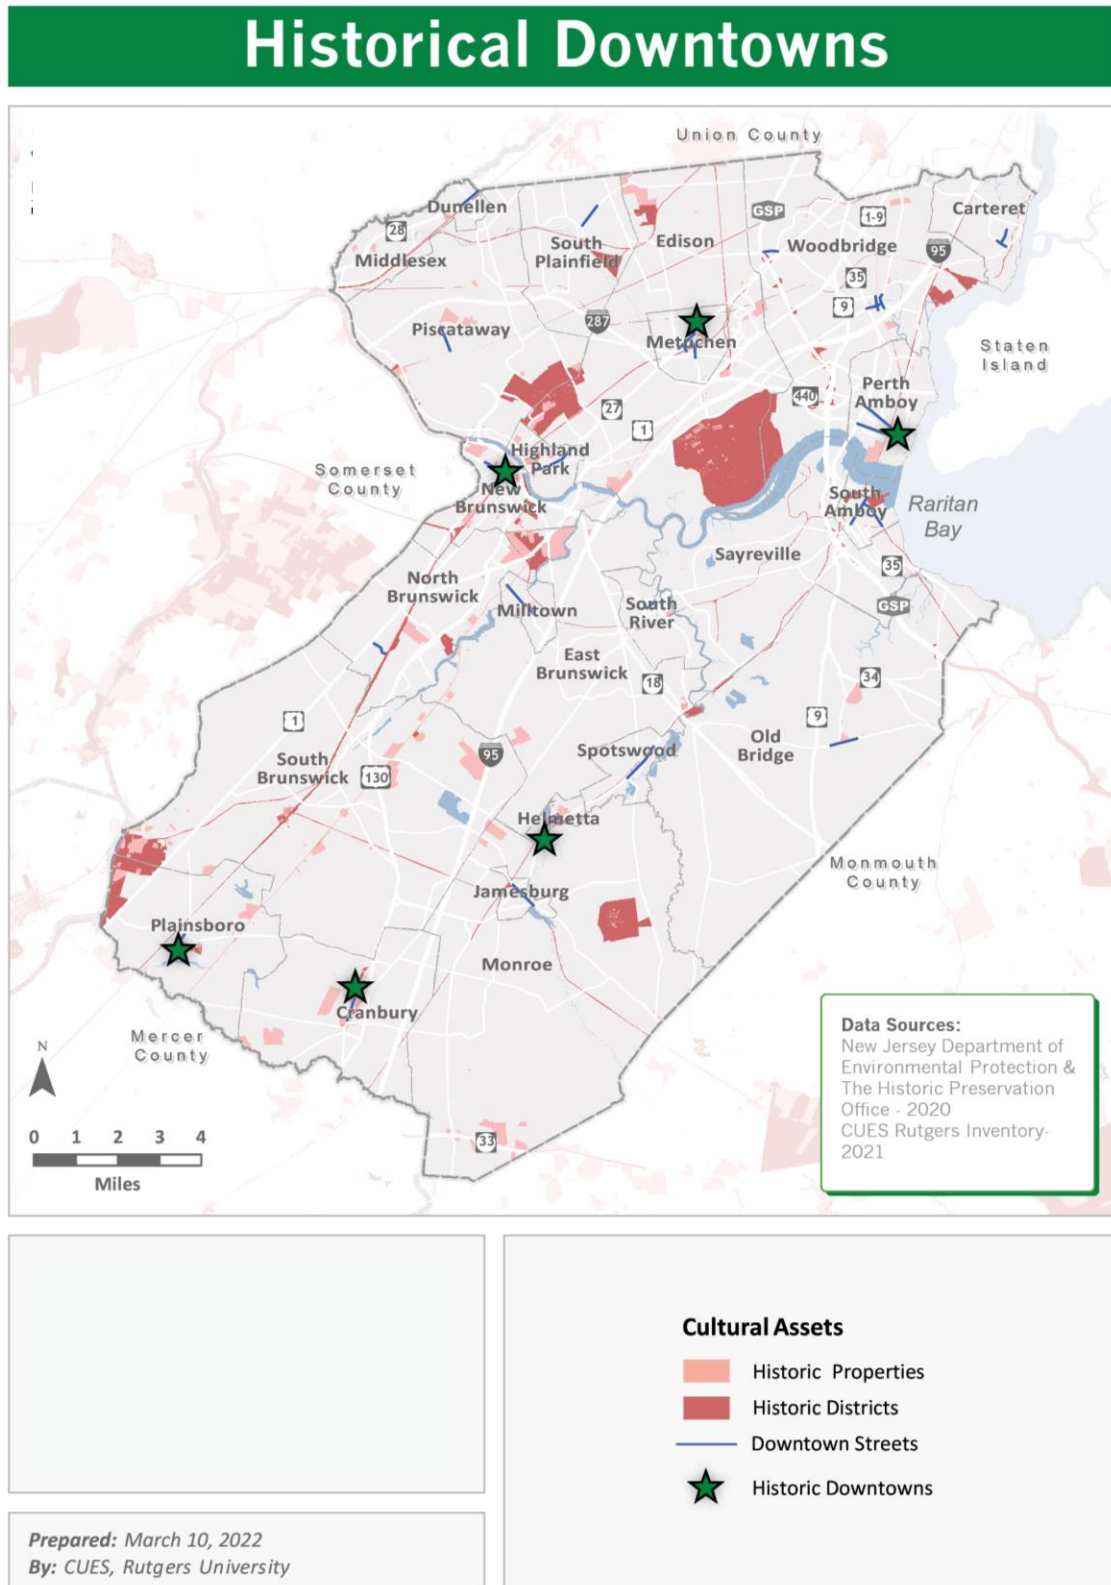 Historical Downtowns
Union County
Dunellen
28
Middlesex
South
Plainfield
Edison
GSP
1-9
Woodbridge
Carteret
95
35
9
Piscataway
287
Metuchen
Staten
Island
Perth
Amboy
440
27
1
Highland
Park
Somerset
County
New
Brunswick
South
Amboy
Raritan
Bay
Sayreville
35
GSP
North
Brunswick
Milltown
South
River
East
Brunswick
18
34
9
1
Old
Bridge
South
Brunswick
130
95
Spotswood
Helmetta
Monmouth
County
Jamesburg
Plainsboro
Monroe
Cranbury
Mercer
County
33
N
0 1 2 3 4
Miles
Data Sources:
New Jersey Department of
Environmental Protection &
The Historic Preservation
Office - 2020
CUES Rutgers Inventory-
2021
Cultural Assets
Historic Properties
Historic Districts
Downtown Streets
Historic Downtowns
Prepared: March 10, 2022
By: CUES, Rutgers University